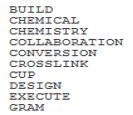 BUILD
CHEMICAL
CHEMISTRY
COLLABORATION
CONVERSION
CROSSLINK
CUP
DESIGN
EXECUTE
GRAM